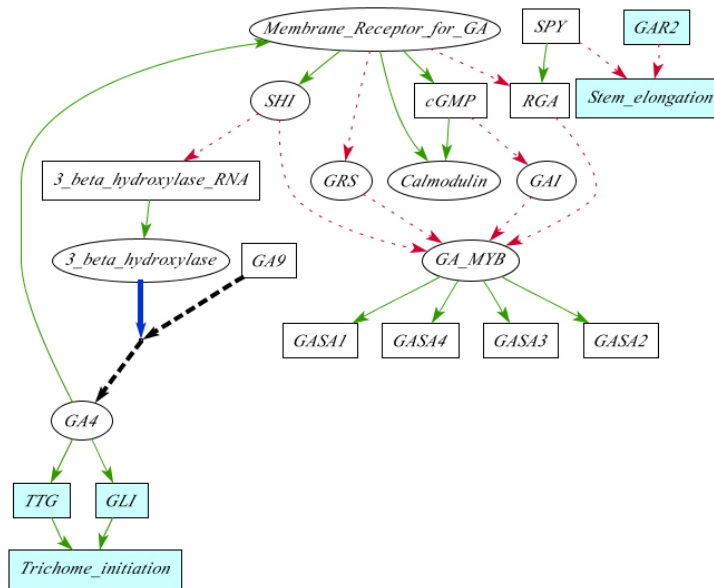 Membrane_Receptor_for_GA
SPY
GAR2
SHI
cGMP
RGA
Stem_elongation
3_beta_hydroxylase_RNA
GRS
Calmodulin
GAI
3_beta_hydroxylase
GA9
GA_MYB
GASA1
GASA4
GASA3
GASA2
GA4
TTG
GLI
Trichome_initiation